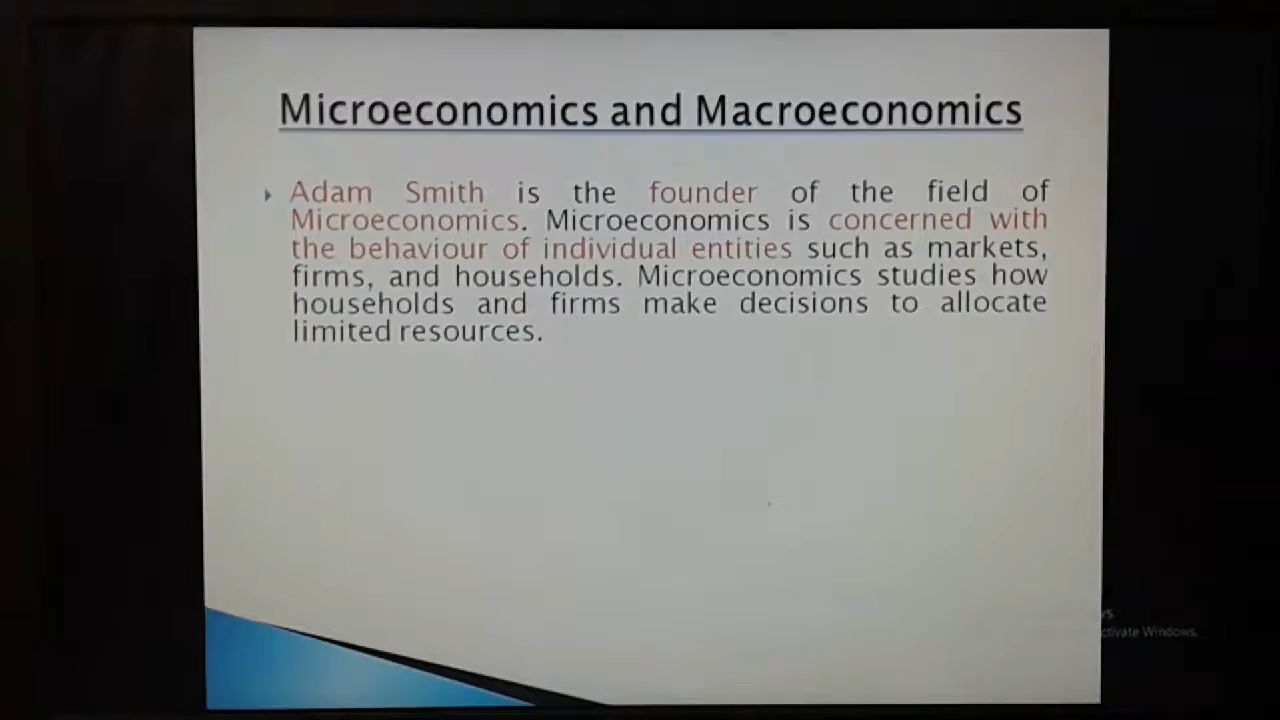 Microeconomics and Macroeconomics
Adam Smith is the founder of the field of
Microeconomics. Microeconomics is concerned with
the behaviour of individual entities such as markets,
firms, and households. Microeconomics studies how
households and firms make decisions to allocate
limited resources.
Windows.